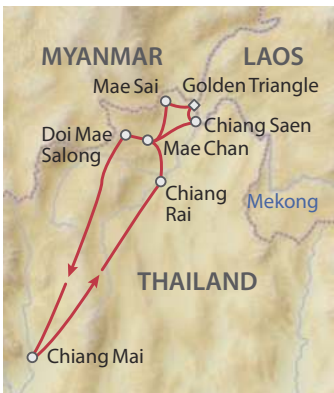 MYANMAR
LAOS
Mae Sai
Golden Triangle
Doi Mae
Salong
Chiang Saen
Mae Chan
Chiang
Rai
Mekong
THAILAND
Chiang Mai